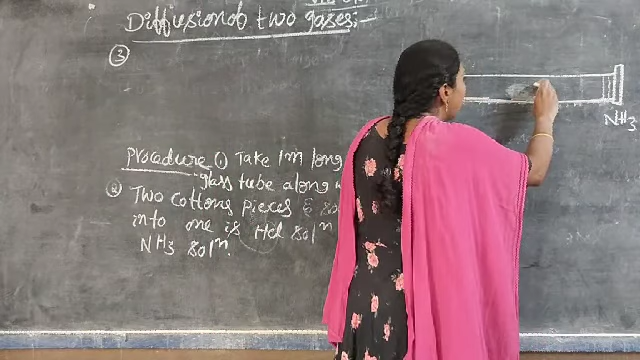 Diffusion of two gases:-
③
NH3
Procedure ① Take 1m long
glass tube along
② Two cottons pieces &
into one is Hcl sol^n
NH3 sol^n.